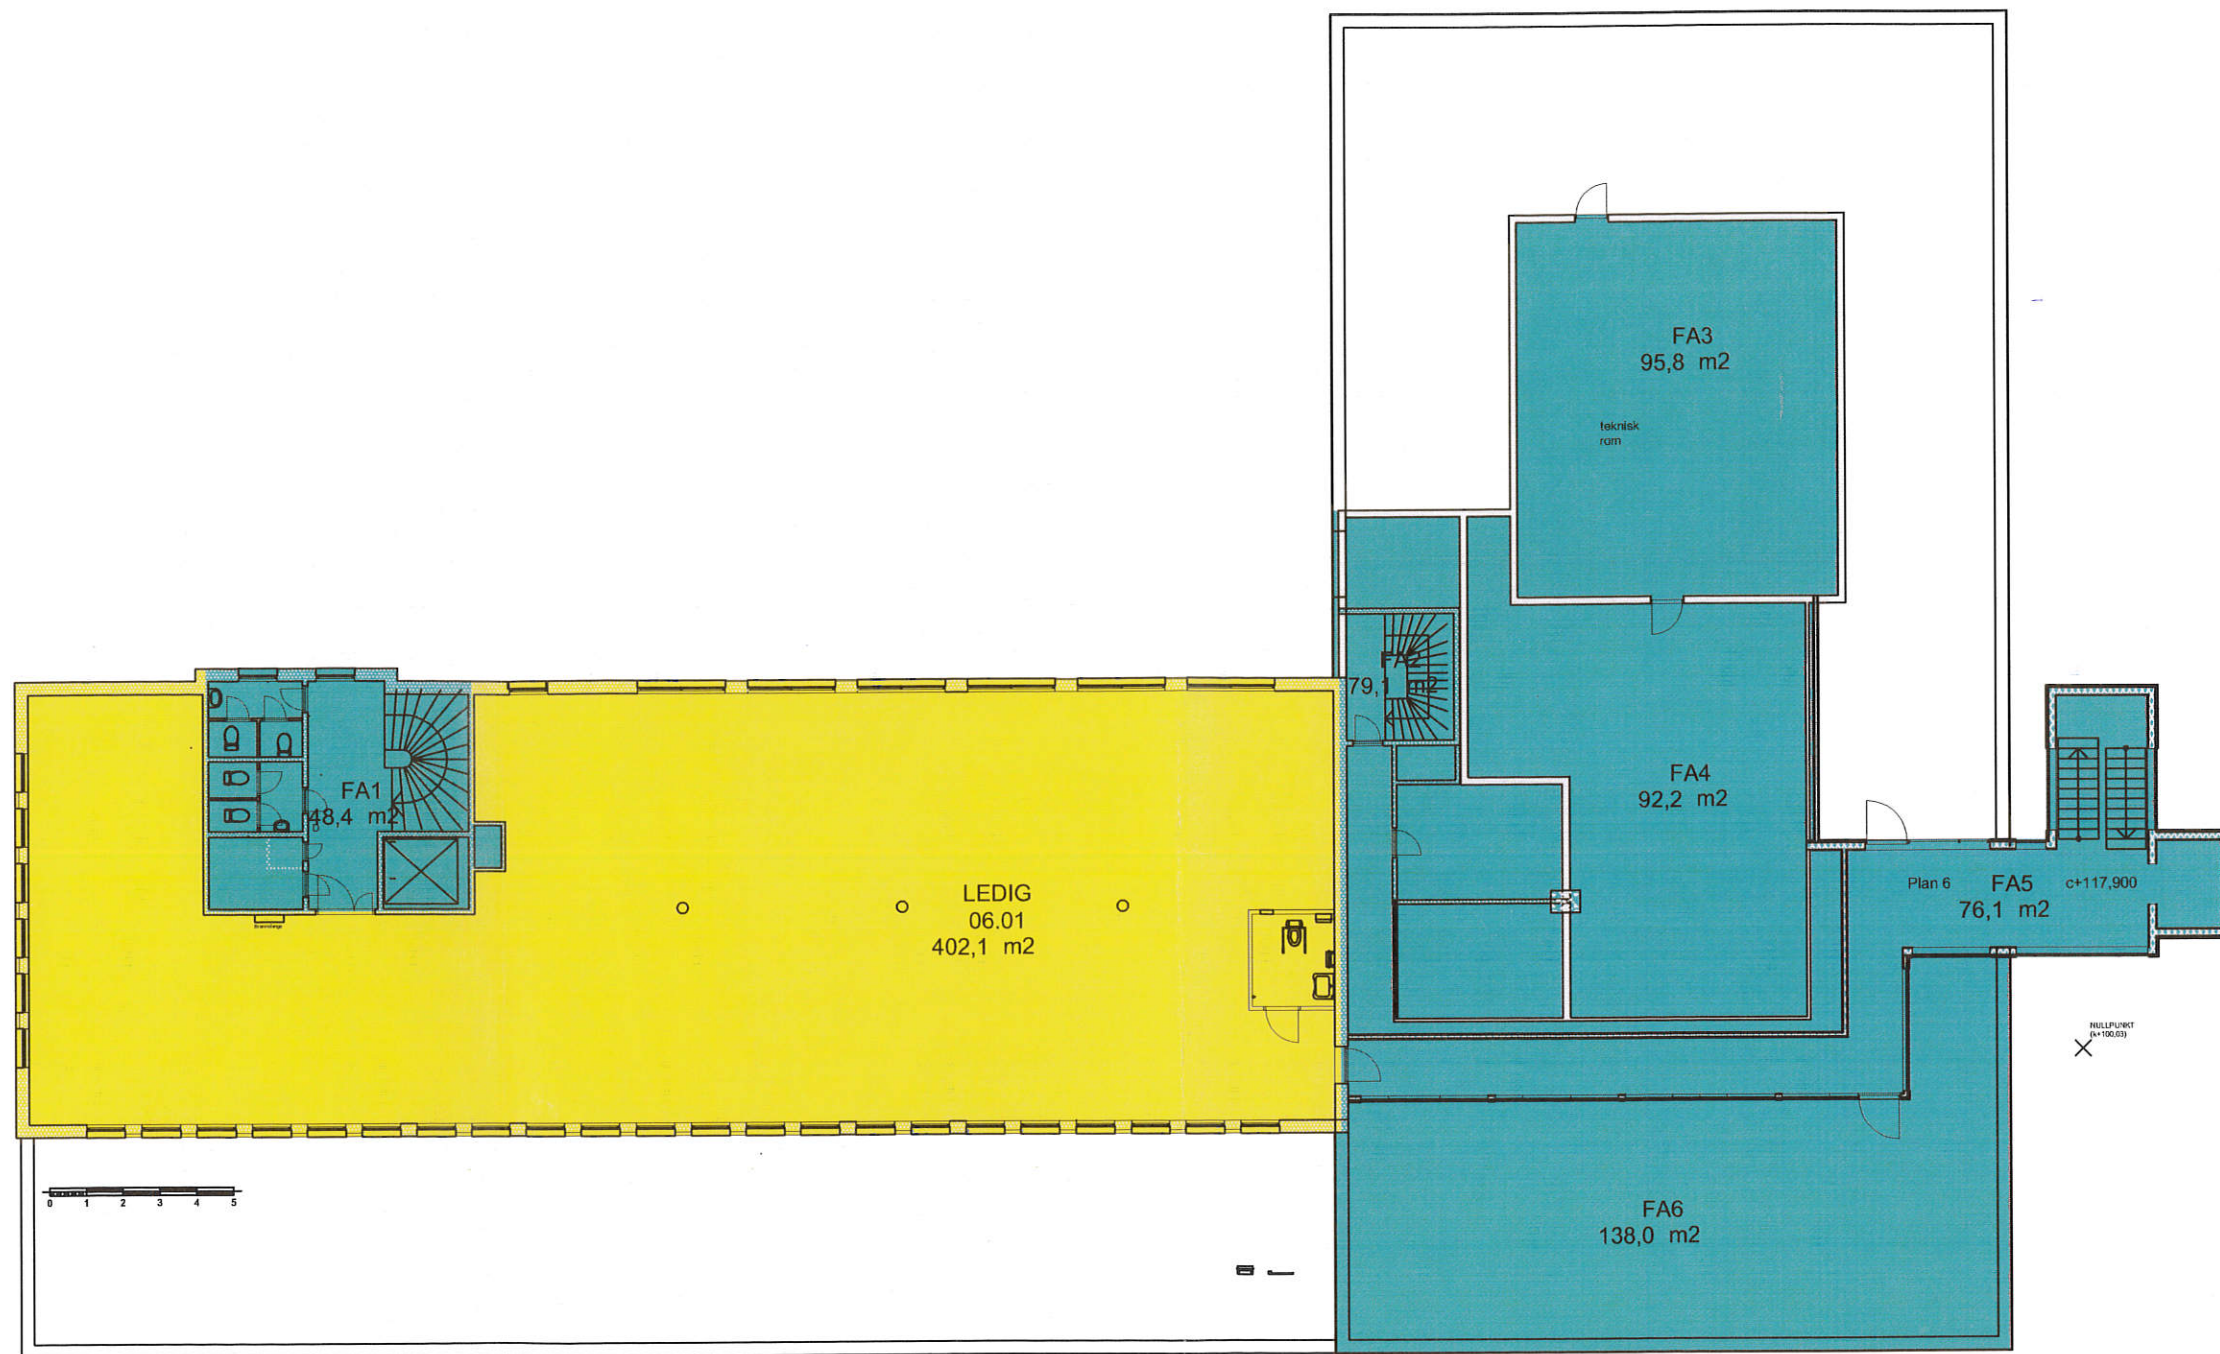 FA3
95,8 m2
teknisk
rom
FA2
79,1 m2
FA1
48,4 m2
FA4
92,2 m2
LEDIG
06.01
402,1 m2
Plan 6
FA5
c+117,900
76,1 m2
NULLPUNKT
(k+100,03)
0 1 2 3 4 5
FA6
138,0 m2